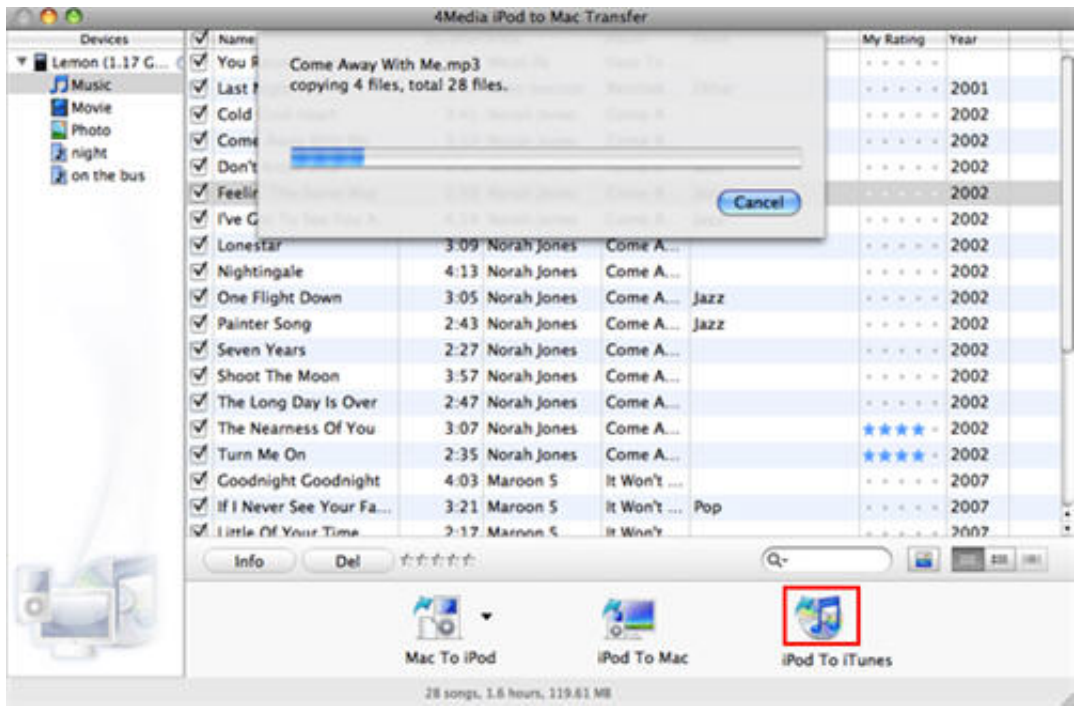 4Media iPod to Mac Transfer
Devices
Name
My Rating
Year
Lemon (1.17 G...
Music
Movie
Photo
night
on the bus
Come Away With Me.mp3
copying 4 files, total 28 files.
Cancel
You
Last 2001
Cold 2002
Come 2002
Don't 2002
Feelin 2002
I've G 2002
Lonestar 3:09 Norah Jones Come A... 2002
Nightingale 4:13 Norah Jones Come A... 2002
One Flight Down 3:05 Norah Jones Come A... Jazz 2002
Painter Song 2:43 Norah Jones Come A... Jazz 2002
Seven Years 2:27 Norah Jones Come A... 2002
Shoot The Moon 3:57 Norah Jones Come A... 2002
The Long Day Is Over 2:47 Norah Jones Come A... 2002
The Nearness Of You 3:07 Norah Jones Come A... 2002
Turn Me On 2:35 Norah Jones Come A... 2002
Goodnight Goodnight 4:03 Maroon 5 It Won't ... 2007
If I Never See Your Fa... 3:21 Maroon 5 It Won't ... Pop 2007
Little Of Your Time 2:17 Maroon 5 It Won't 2007
Info
Del
Mac To iPod
iPod To Mac
iPod To iTunes
28 songs, 1.6 hours, 119.61 MB